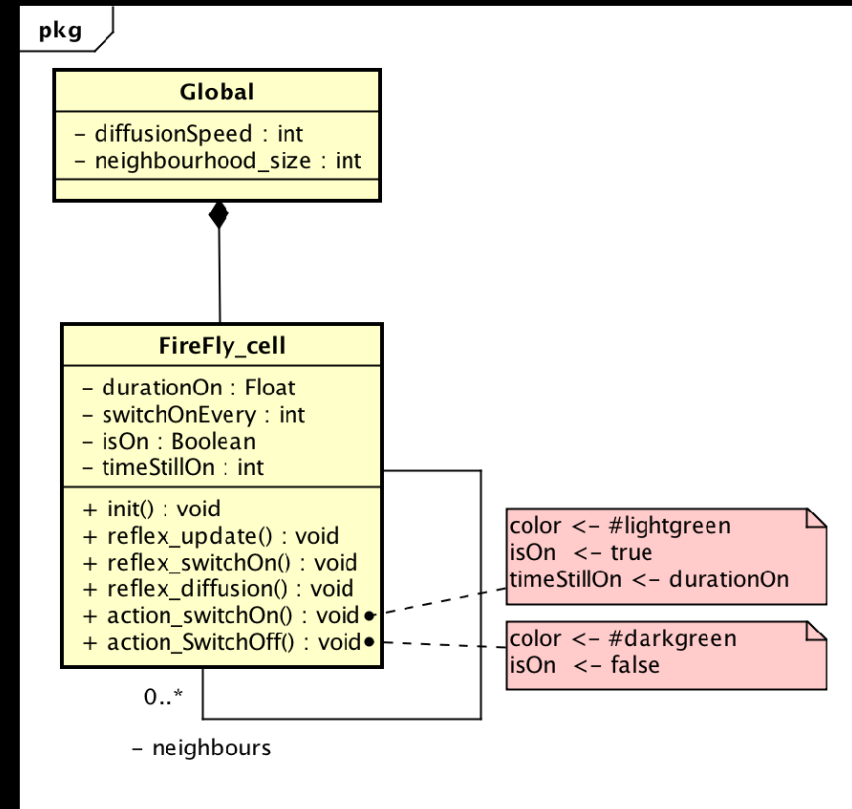 pkg
Global
- diffusionSpeed : int
- neighbourhood_size : int
FireFly_cell
- durationOn : Float
- switchOnEvery : int
- isOn : Boolean
- timeStillOn : int
+ init() : void
+ reflex_update() : void
+ reflex_switchOn() : void
+ reflex_diffusion() : void
+ action_switchOn() : void
+ action_SwitchOff() : void
color <- #lightgreen
isOn <- true
timeStillOn <- durationOn
color <- #darkgreen
isOn <- false
0..*
- neighbours